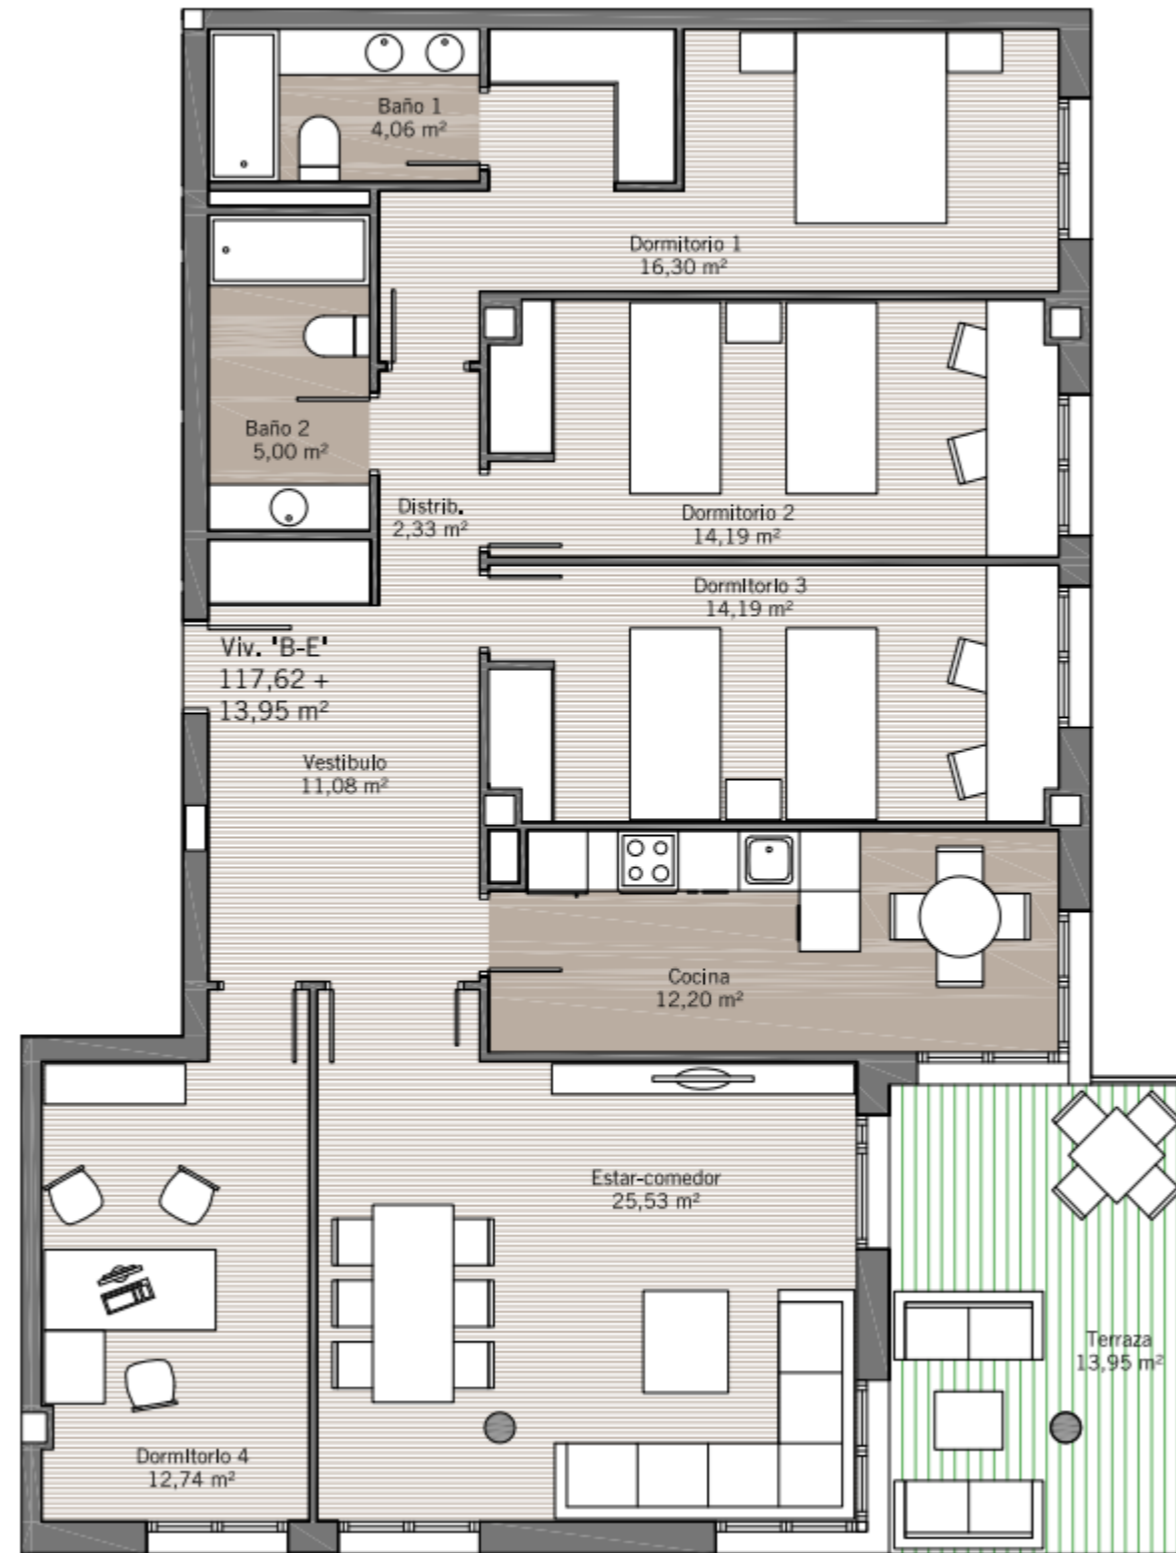 Baño 1
4,06 m²
Dormitorio 1
16,30 m²
Baño 2
5,00 m²
Distrib.
2,33 m²
Dormitorio 2
14,19 m²
Dormitorio 3
14,19 m²
Viv. 'B-E'
117,62 +
13,95 m²
Vestibulo
11,08 m²
Cocina
12,20 m²
Estar-comedor
25,53 m²
Terraza
13,95 m²
Dormitorio 4
12,74 m²